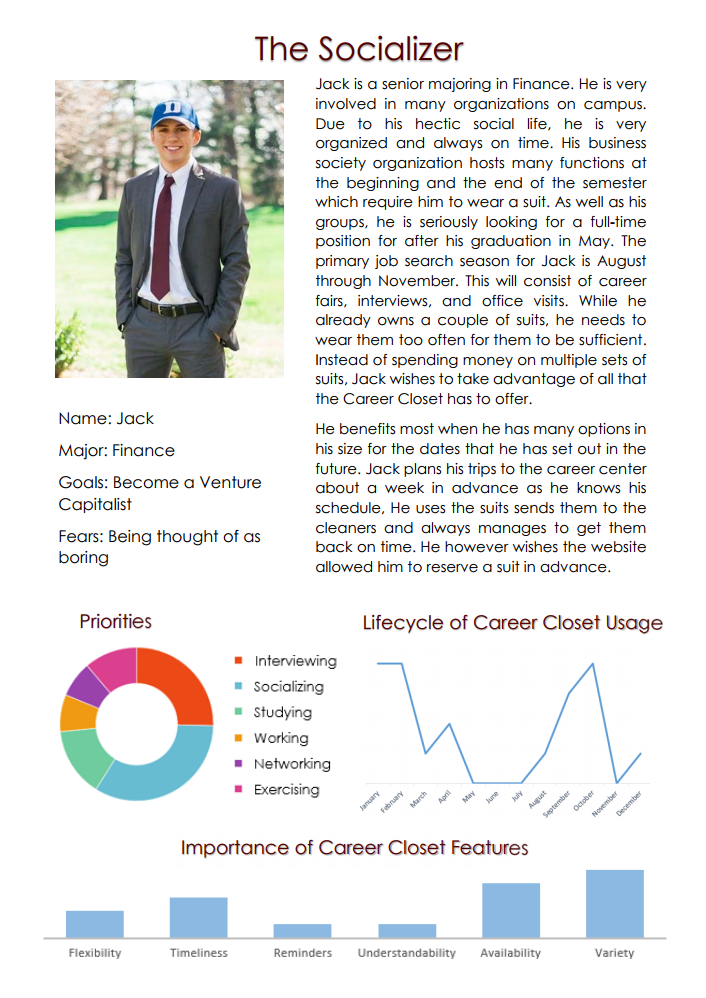 The Socializer
D
Jack is a senior majoring in Finance. He is very
involved in many organizations on campus.
Due to his hectic social life, he is very
organized and always on time. His business
society organization hosts many functions at
the beginning and the end of the semester
which require him to wear a suit. As well as his
groups, he is seriously looking for a full-time
position for after his graduation in May. The
primary job search season for Jack is August
through November. This will consist of career
fairs, interviews, and office visits. While he
already owns a couple of suits, he needs to
wear them too often for them to be sufficient.
Instead of spending money on multiple sets of
suits, Jack wishes to take advantage of all that
the Career Closet has to offer.
He benefits most when he has many options in
his size for the dates that he has set out in the
future. Jack plans his trips to the career center
about a week in advance as he knows his
schedule, He uses the suits sends them to the
cleaners and always manages to get them
back on time. He however wishes the website
allowed him to reserve a suit in advance.
Name: Jack
Major: Finance
Goals: Become a Venture
Capitalist
Fears: Being thought of as
boring
Priorities
Interviewing
Socializing
Studying
Working
Networking
Exercising
Lifecycle of Career Closet Usage
January
February
March
April
May
June
July
August
September
October
November
December
Importance of Career Closet Features
Flexibility
Timeliness
Reminders
Understandability
Availability
Variety